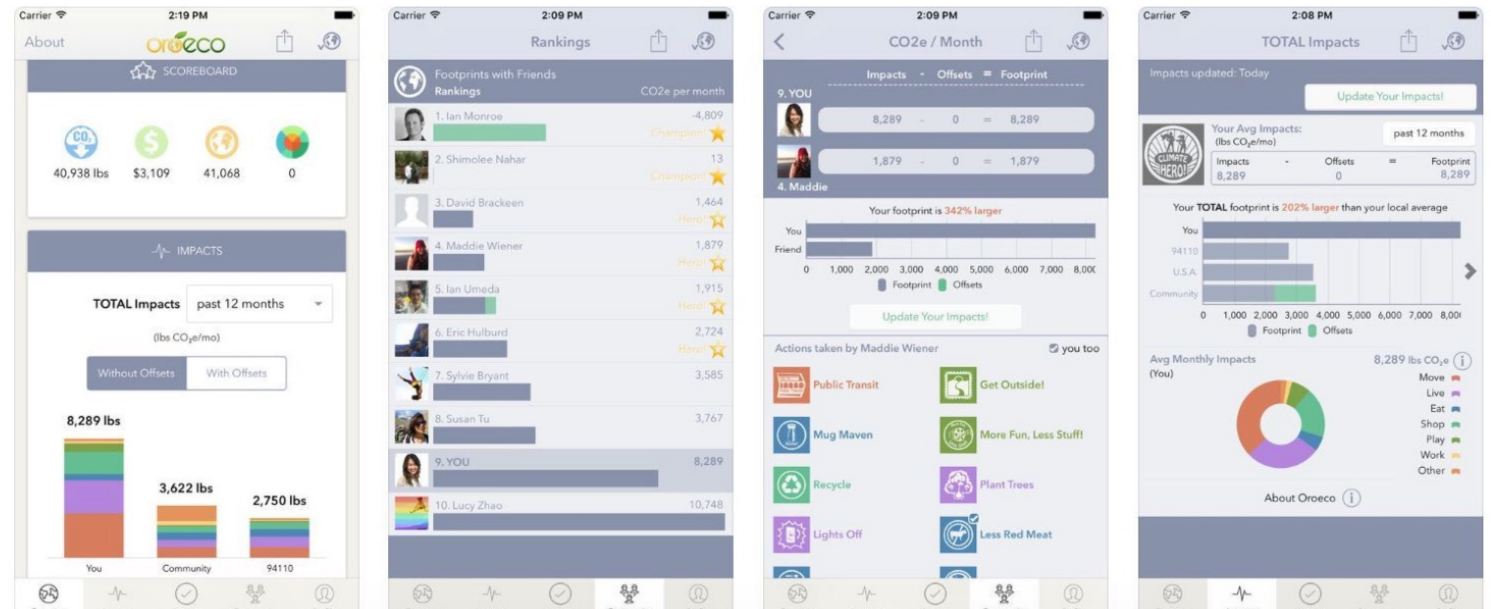 Carrier 2:19 PM
About oroeco
SCOREBOARD
CO₂ $
40,938 lbs $3,109 41,068 0
IMPACTS
TOTAL Impacts past 12 months
(lbs CO₂e/mo)
Without Offsets With Offsets
8,289 lbs
3,622 lbs
2,750 lbs
You Community 94110
Carrier 2:09 PM
Rankings
Footprints with Friends
Rankings CO2e per month
1. Ian Monroe -4,809
Champion!
2. Shimolee Nahar 13
Champion!
3. David Brackeen 1,464
Hero!
4. Maddie Wiener 1,879
Hero!
5. Ian Umeda 1,915
Hero!
6. Eric Hulburd 2,724
Hero!
7. Sylvie Bryant 3,585
8. Susan Tu 3,767
9. YOU 8,289
10. Lucy Zhao 10,748
Carrier 2:09 PM
CO2e / Month
Impacts - Offsets = Footprint
9. YOU
8,289 - 0 = 8,289
1,879 - 0 = 1,879
4. Maddie
Your footprint is 342% larger
You
Friend
0 1,000 2,000 3,000 4,000 5,000 6,000 7,000 8,00
Footprint Offsets
Update Your Impacts!
Actions taken by Maddie Wiener you too
Public Transit Get Outside!
Mug Maven More Fun, Less Stuff!
Recycle Plant Trees
Lights Off Less Red Meat
Carrier 2:08 PM
TOTAL Impacts
Impacts updated: Today
Update Your Impacts!
CLIMATE
HERO!
Your Avg Impacts: past 12 months
(lbs CO₂e/mo)
Impacts - Offsets = Footprint
8,289 0 8,289
Your TOTAL footprint is 202% larger than your local average
You
94110
U.S.A.
Community
0 1,000 2,000 3,000 4,000 5,000 6,000 7,000 8,00
Footprint Offsets
Avg Monthly Impacts 8,289 lbs CO₂e i
(You)
Move
Live
Eat
Shop
Play
Work
Other
About Oroeco i